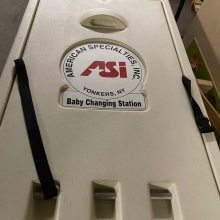 AMERICAN SPECIALTIES, INC.
ASi
YONKERS, NY
Baby Changing Station